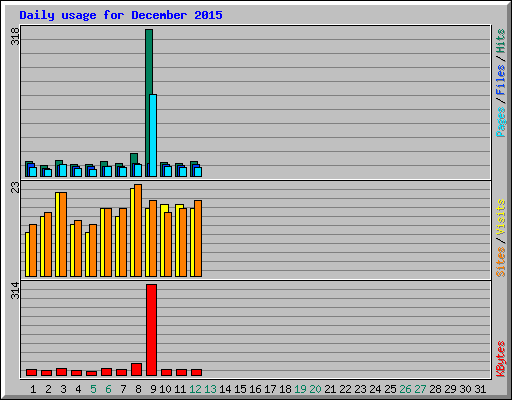 Daily usage for December 2015
318
Pages/Files/Hits
23
Sites/Visits
314
KBytes
1 2 3 4 5 6 7 8 9 10 11 12 13 14 15 16 17 18 19 20 21 22 23 24 25 26 27 28 29 30 31